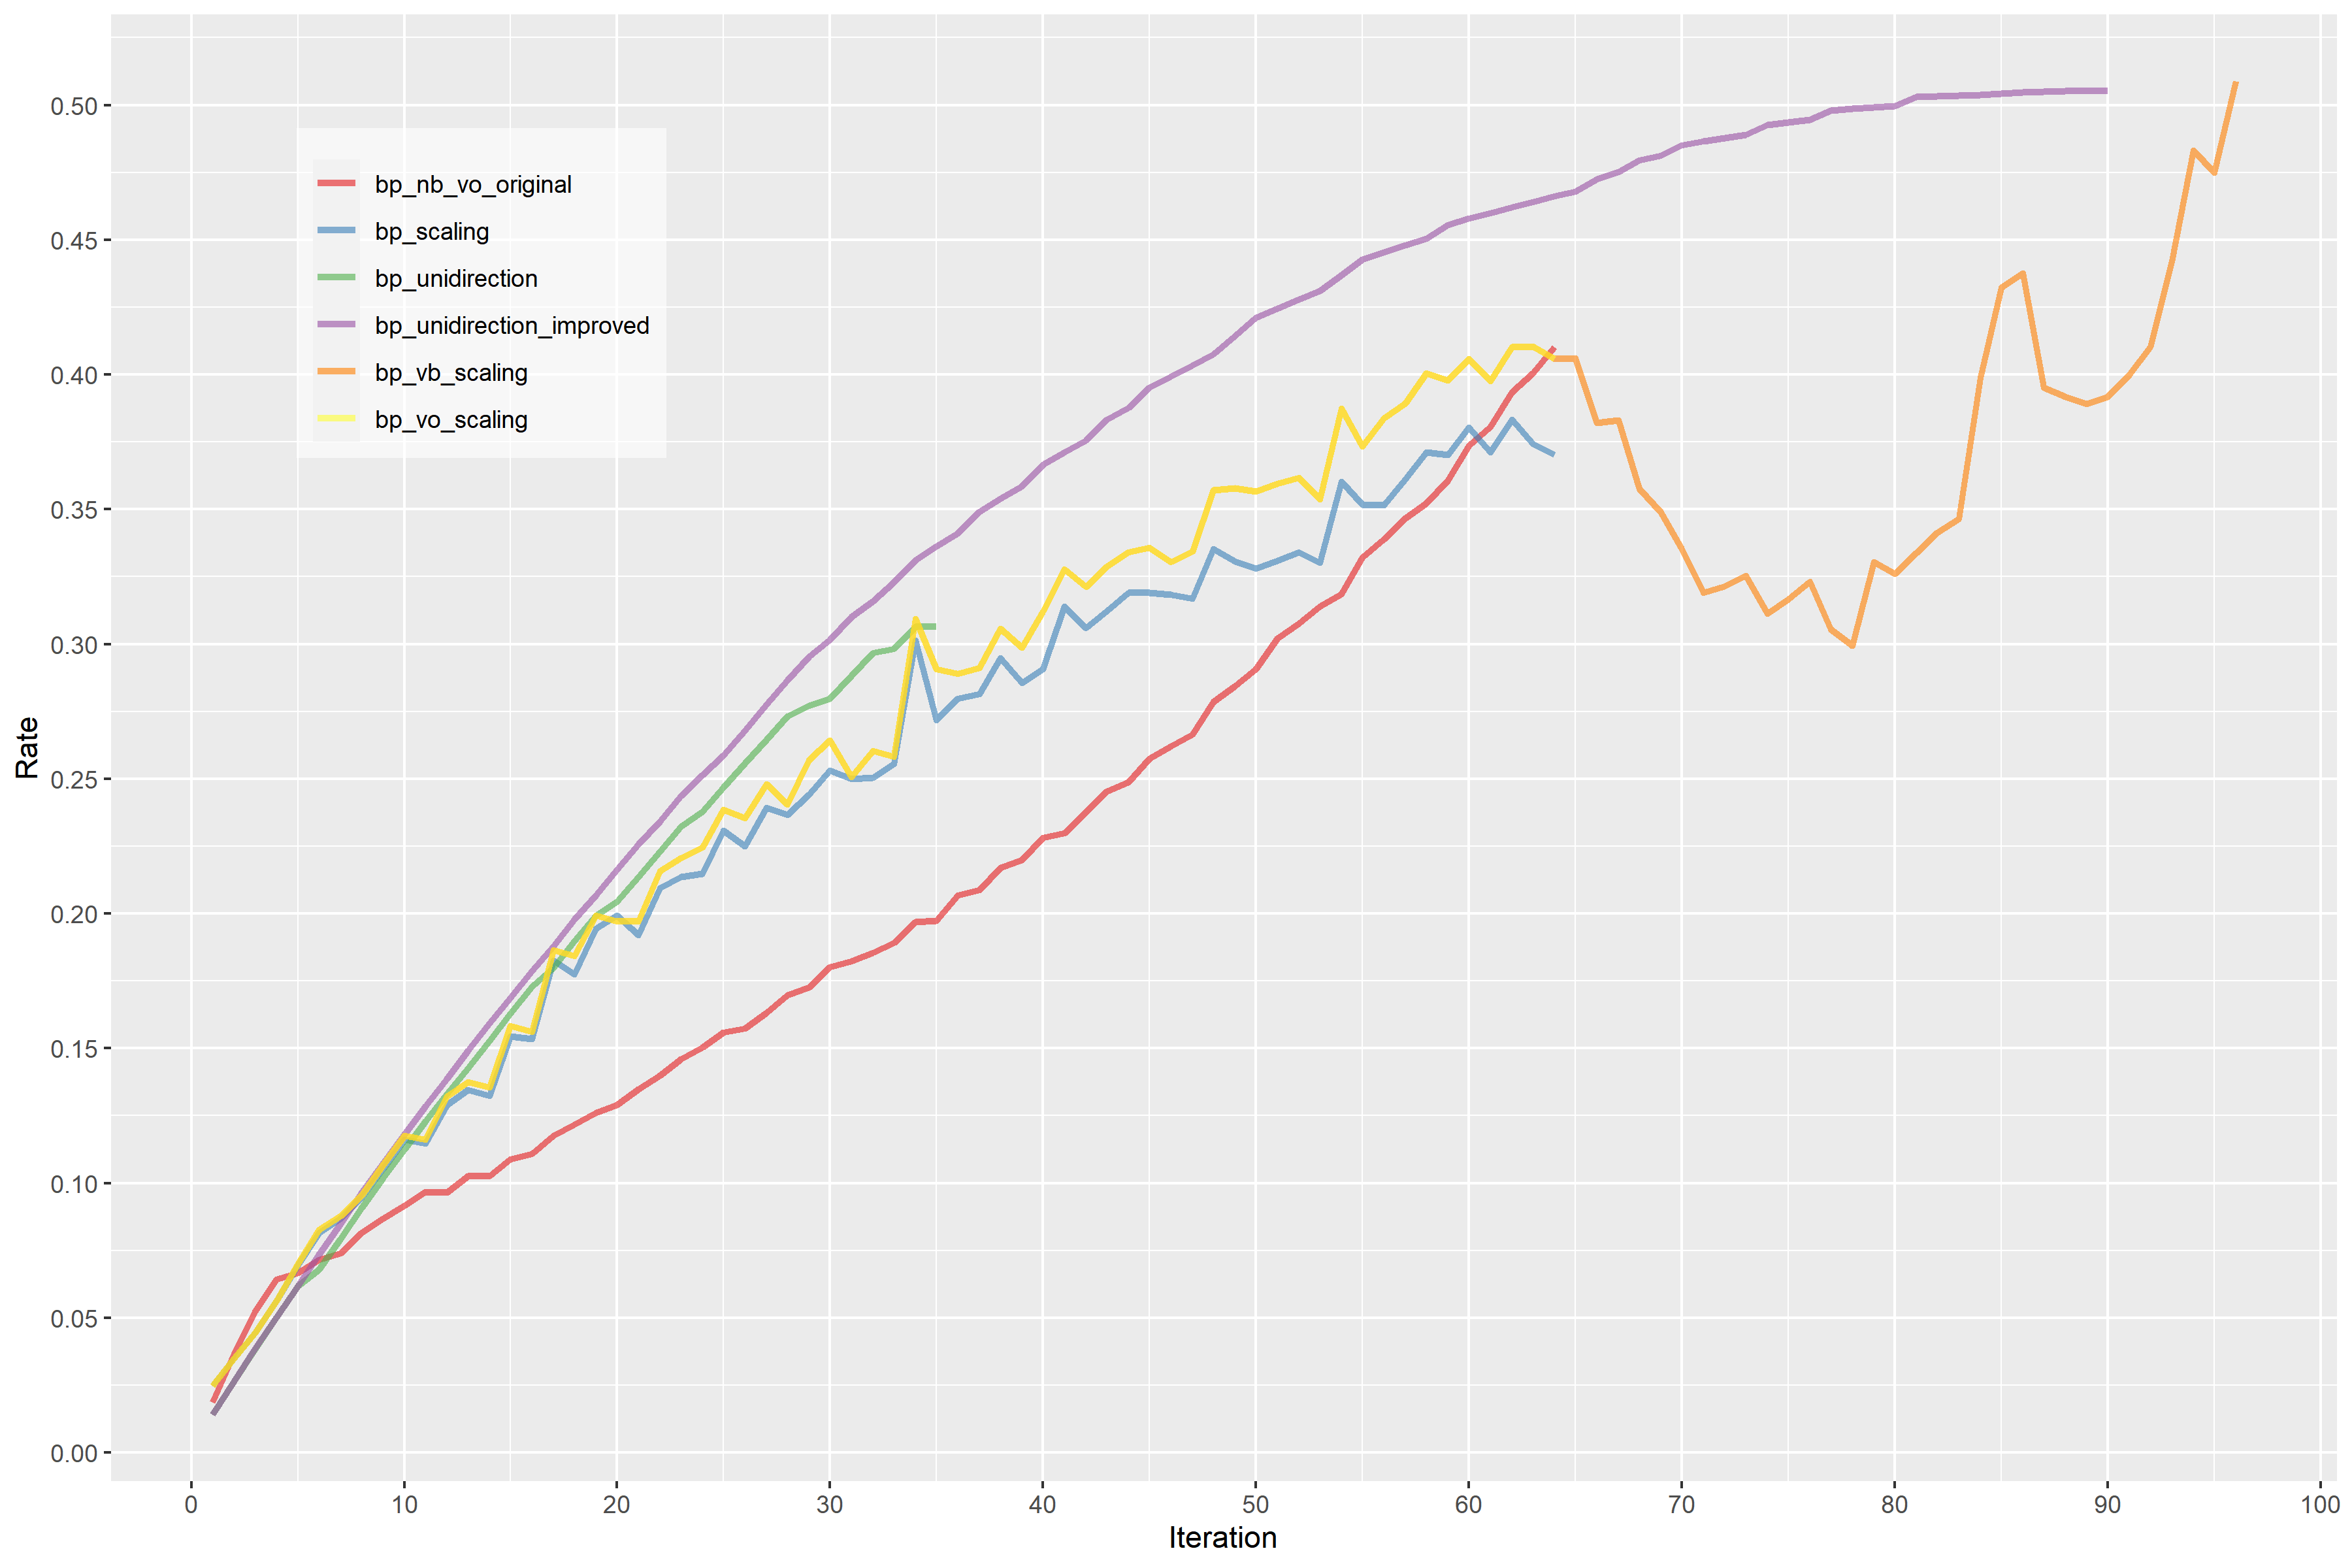 0.50
0.45
0.40
0.35
0.30
0.25
0.20
0.15
0.10
0.05
0.00
Rate
bp_nb_vo_original
bp_scaling
bp_unidirection
bp_unidirection_improved
bp_vb_scaling
bp_vo_scaling
0 10 20 30 40 50 60 70 80 90 100
Iteration